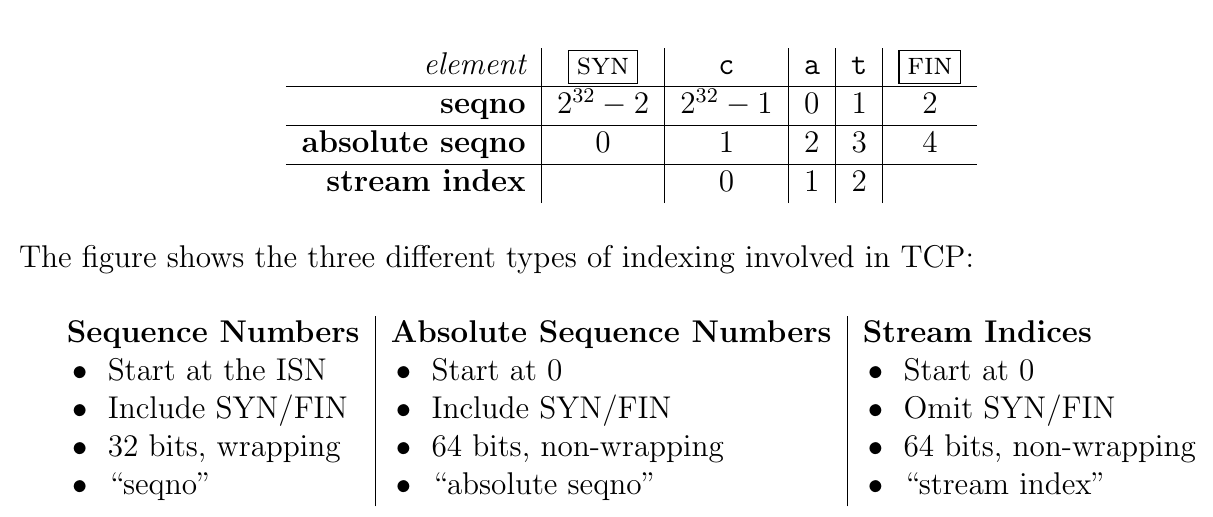 element SYN c a t FIN
seqno 2^32 − 2 2^32 − 1 0 1 2
absolute seqno 0 1 2 3 4
stream index 0 1 2
The figure shows the three different types of indexing involved in TCP:
Sequence Numbers Absolute Sequence Numbers Stream Indices
• Start at the ISN • Start at 0 • Start at 0
• Include SYN/FIN • Include SYN/FIN • Omit SYN/FIN
• 32 bits, wrapping • 64 bits, non-wrapping • 64 bits, non-wrapping
• “seqno” • “absolute seqno” • “stream index”